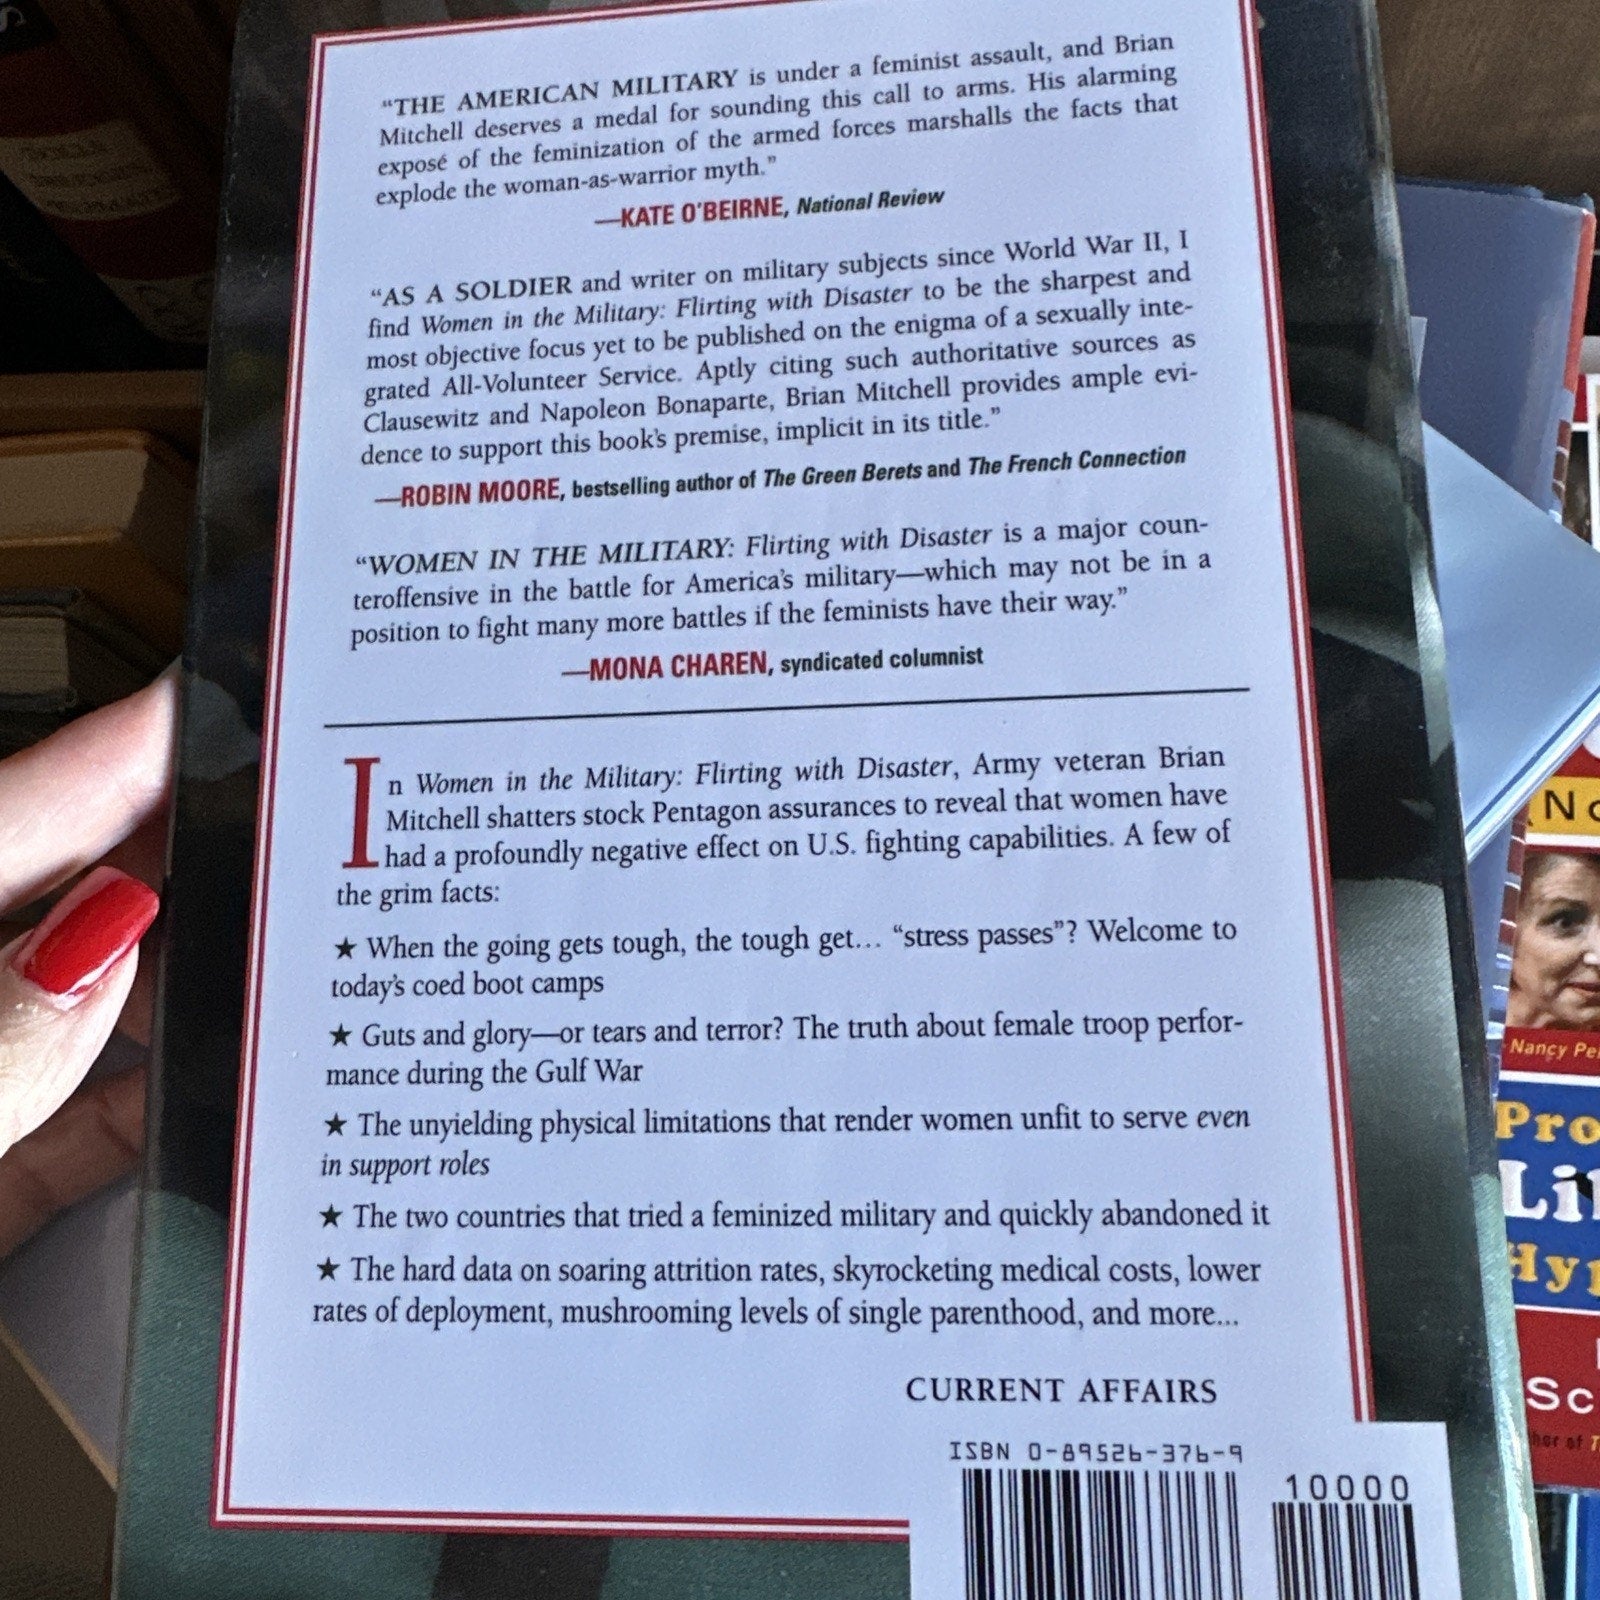 "THE AMERICAN MILITARY is under a feminist assault, and Brian
Mitchell deserves a medal for sounding this call to arms. His alarming
exposé of the feminization of the armed forces marshalls the facts that
explode the woman-as-warrior myth."
—KATE O'BEIRNE, National Review
"AS A SOLDIER and writer on military subjects since World War II, I
find Women in the Military: Flirting with Disaster to be the sharpest and
most objective focus yet to be published on the enigma of a sexually inte-
grated All-Volunteer Service. Aptly citing such authoritative sources as
Clausewitz and Napoleon Bonaparte, Brian Mitchell provides ample evi-
dence to support this book's premise, implicit in its title."
—ROBIN MOORE, bestselling author of The Green Berets and The French Connection
"WOMEN IN THE MILITARY: Flirting with Disaster is a major coun-
teroffensive in the battle for America's military—which may not be in a
position to fight many more battles if the feminists have their way."
—MONA CHAREN, syndicated columnist
In Women in the Military: Flirting with Disaster, Army veteran Brian
Mitchell shatters stock Pentagon assurances to reveal that women have
had a profoundly negative effect on U.S. fighting capabilities. A few of
the grim facts:
★ When the going gets tough, the tough get... "stress passes"? Welcome to
today's coed boot camps
★ Guts and glory—or tears and terror? The truth about female troop perfor-
mance during the Gulf War
★ The unyielding physical limitations that render women unfit to serve even
in support roles
★ The two countries that tried a feminized military and quickly abandoned it
★ The hard data on soaring attrition rates, skyrocketing medical costs, lower
rates of deployment, mushrooming levels of single parenthood, and more...
CURRENT AFFAIRS
ISBN 0-89526-376-9
10000
No
Nancy Pe
Pro
Li
Hy
Sc
of T